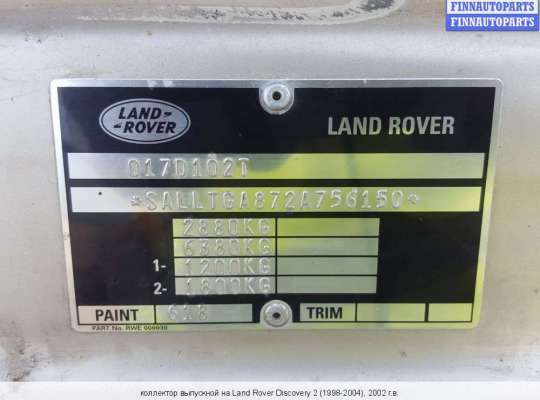 FINNAUTOPARTS
FINNAUTOPARTS
FINNAUTOPARTS
LAND-
-ROVER
LAND ROVER
017D102T
*SALLTGA872A756150*
2880KG
6380KG
1- 1200KG
2- 1800KG
PAINT 618 TRIM
PART No. RWE 000030
коллектор выпускной на Land Rover Discovery 2 (1998-2004), 2002 г.в.